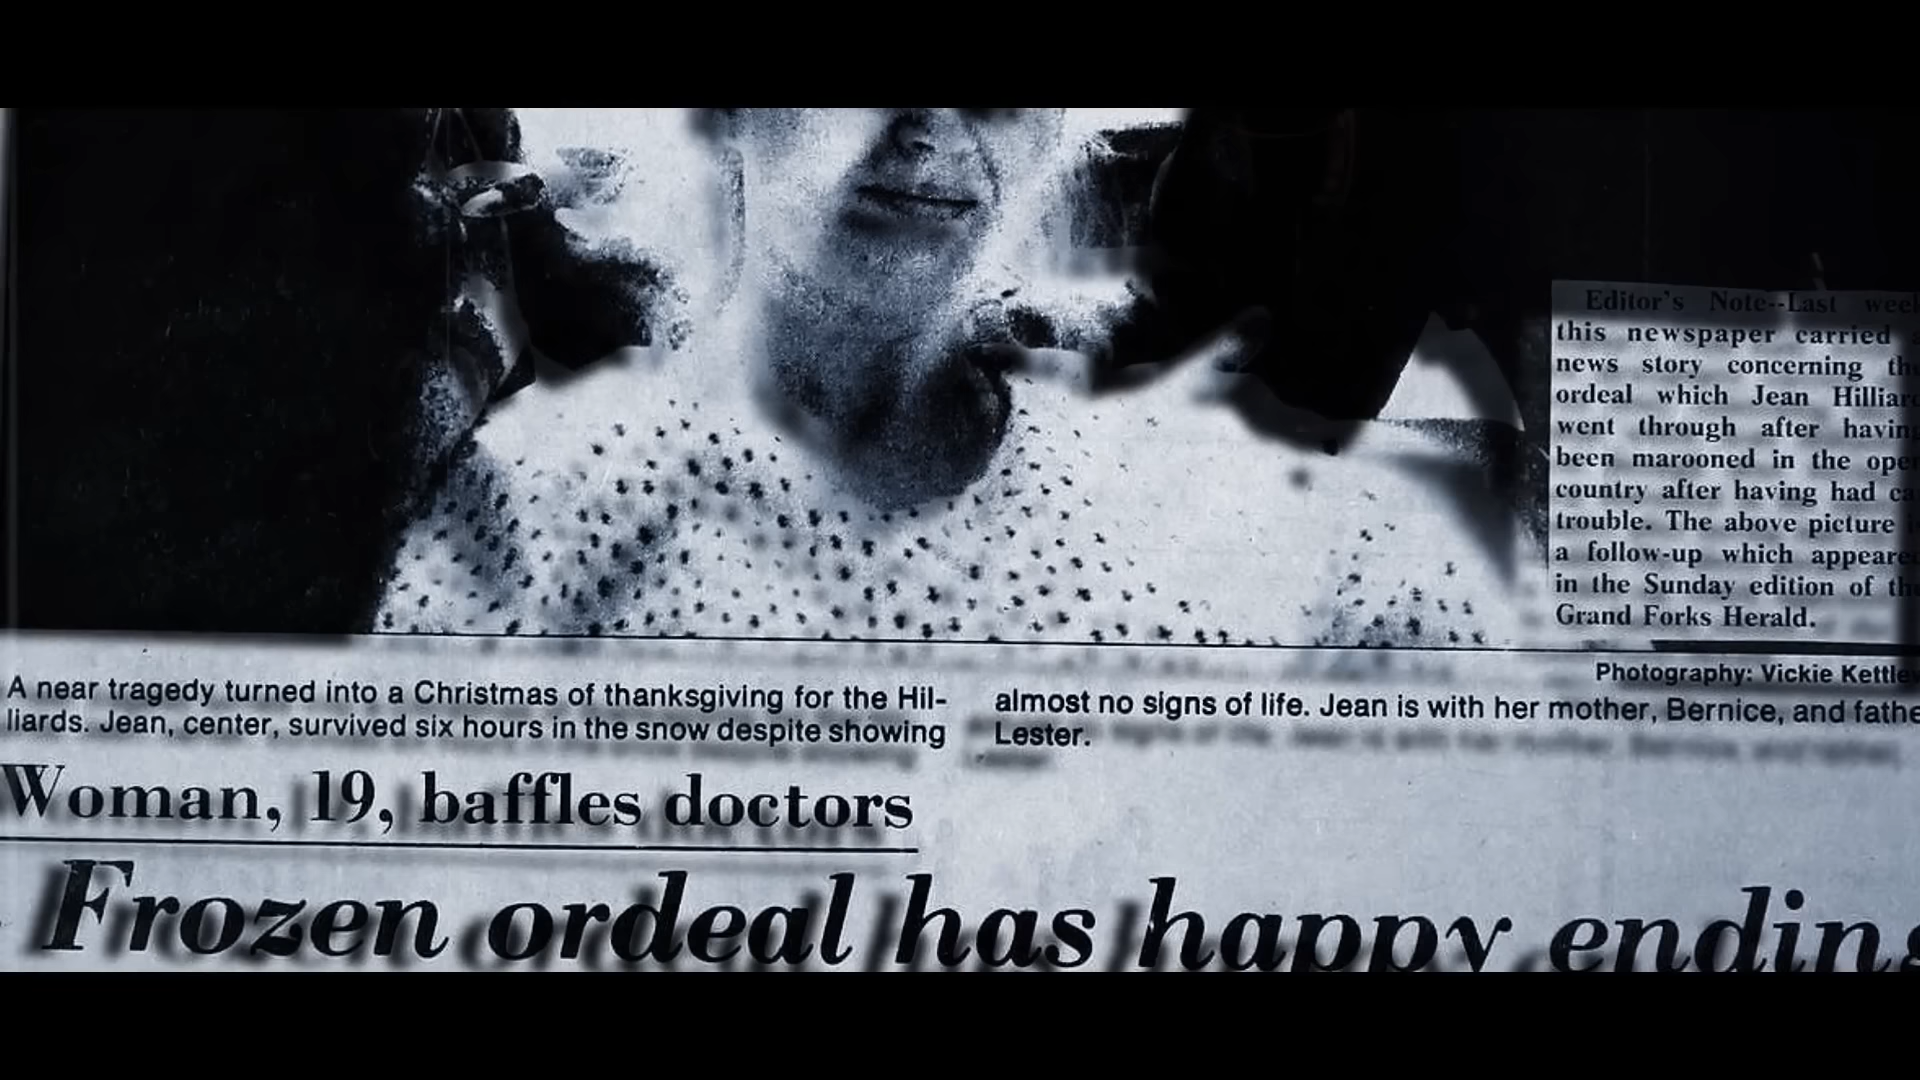 Editor's Note--Last
this newspaper carried
news story concerning
ordeal which Jean
went through after
been marooned in the
country after having had
trouble. The above picture
a follow-up which
in the Sunday edition of
Grand Forks Herald.
Photography: Vickie
A near tragedy turned into a Christmas of thanksgiving for the Hil-
liards. Jean, center, survived six hours in the snow despite showing
almost no signs of life. Jean is with her mother, Bernice, and
Lester.
Woman, 19, baffles doctors
Frozen ordeal has happy